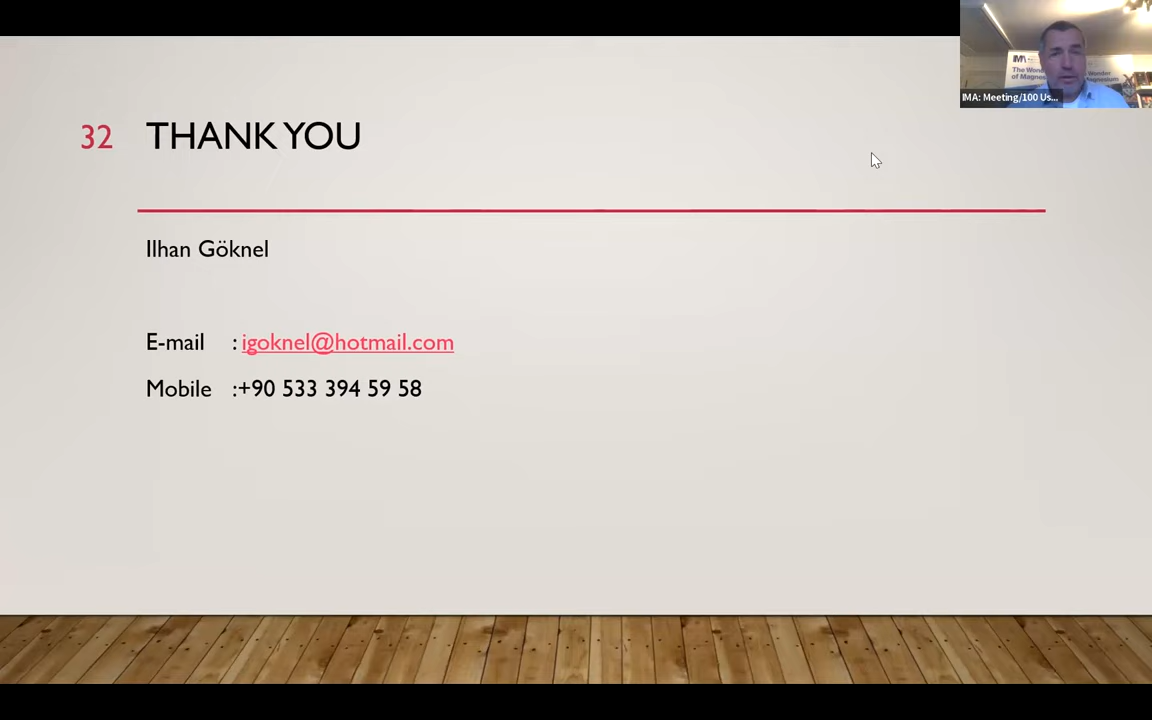 IMA: Meeting/100 Us...
32 THANK YOU
Ilhan Göknel
E-mail : igoknel@hotmail.com
Mobile :+90 533 394 59 58